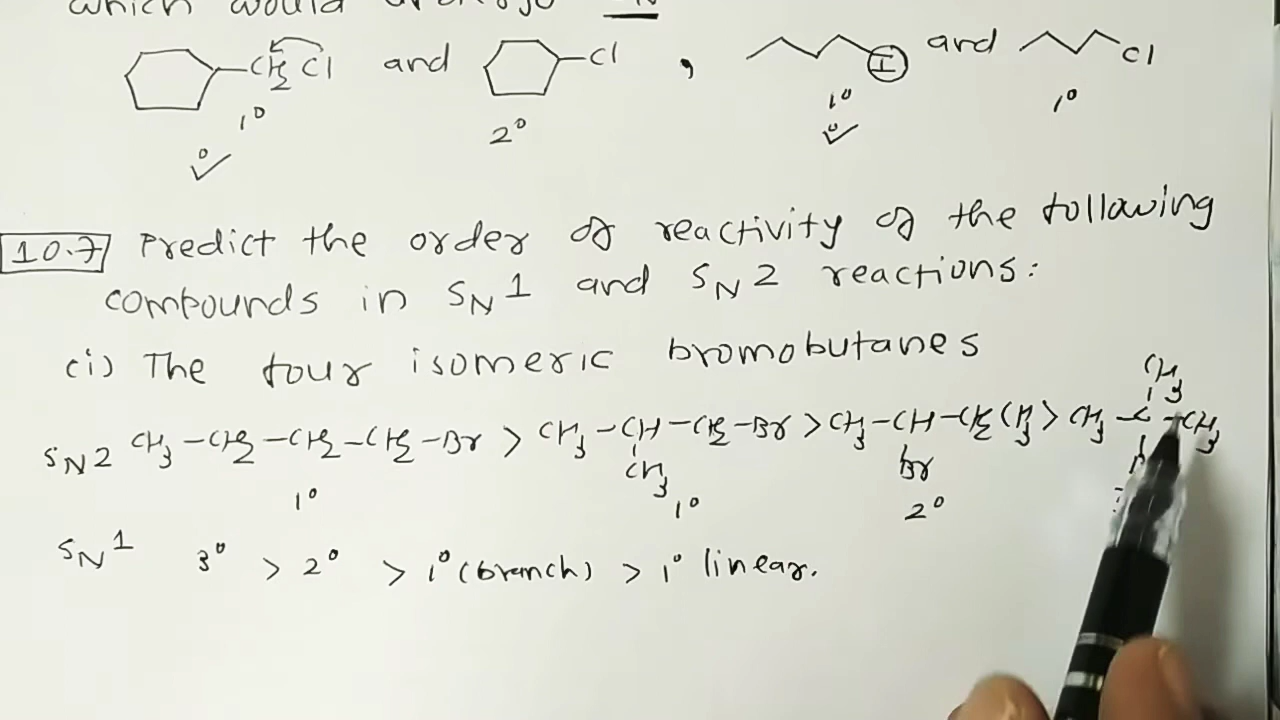 which would undergo SN
CH2Cl and Cl , I and Cl
1° 2° 1° 1°
10.7 Predict the order of reactivity of the following
compounds in SN1 and SN2 reactions:
(i) The four isomeric bromobutanes
CH3
SN2 CH3-CH2-CH2-CH2-Br > CH3-CH-CH2-Br > CH3-CH-CH2CH3 > CH3-C-CH3
CH3 Br
1° 1° 2°
SN1 3° > 2° > 1°(branch) > 1° linear.